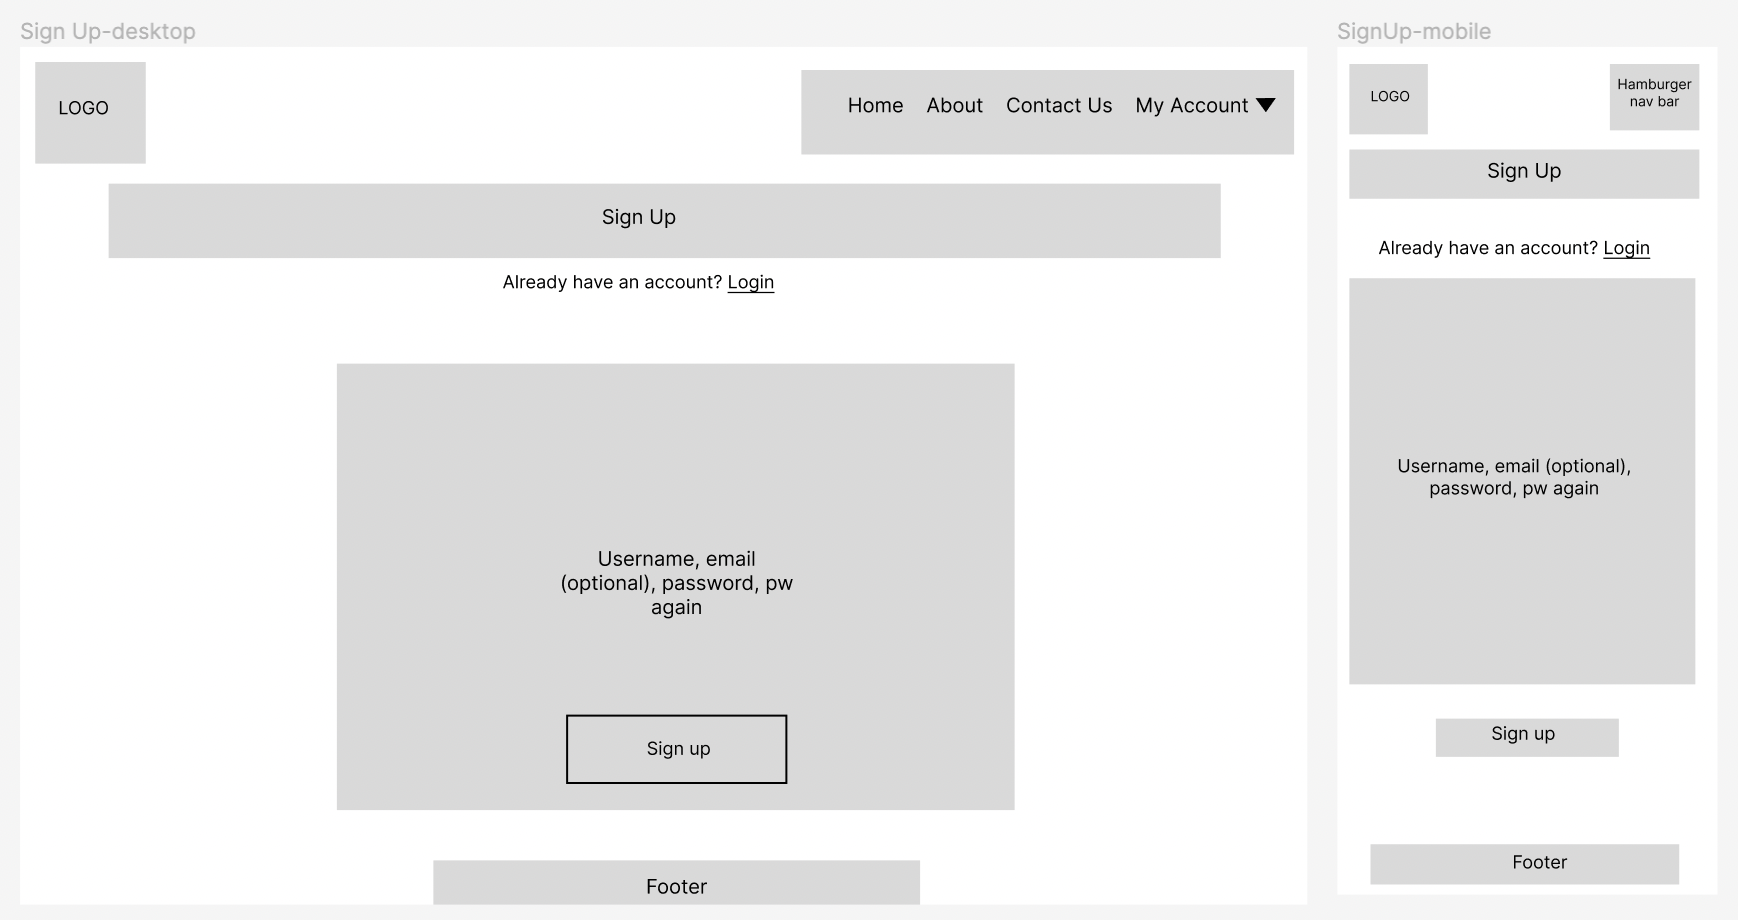 Sign Up-desktop
LOGO
Home About Contact Us My Account
Sign Up
Already have an account? Login
Username, email
(optional), password, pw
again
Sign up
Footer
SignUp-mobile
LOGO
Hamburger
nav bar
Sign Up
Already have an account? Login
Username, email (optional),
password, pw again
Sign up
Footer